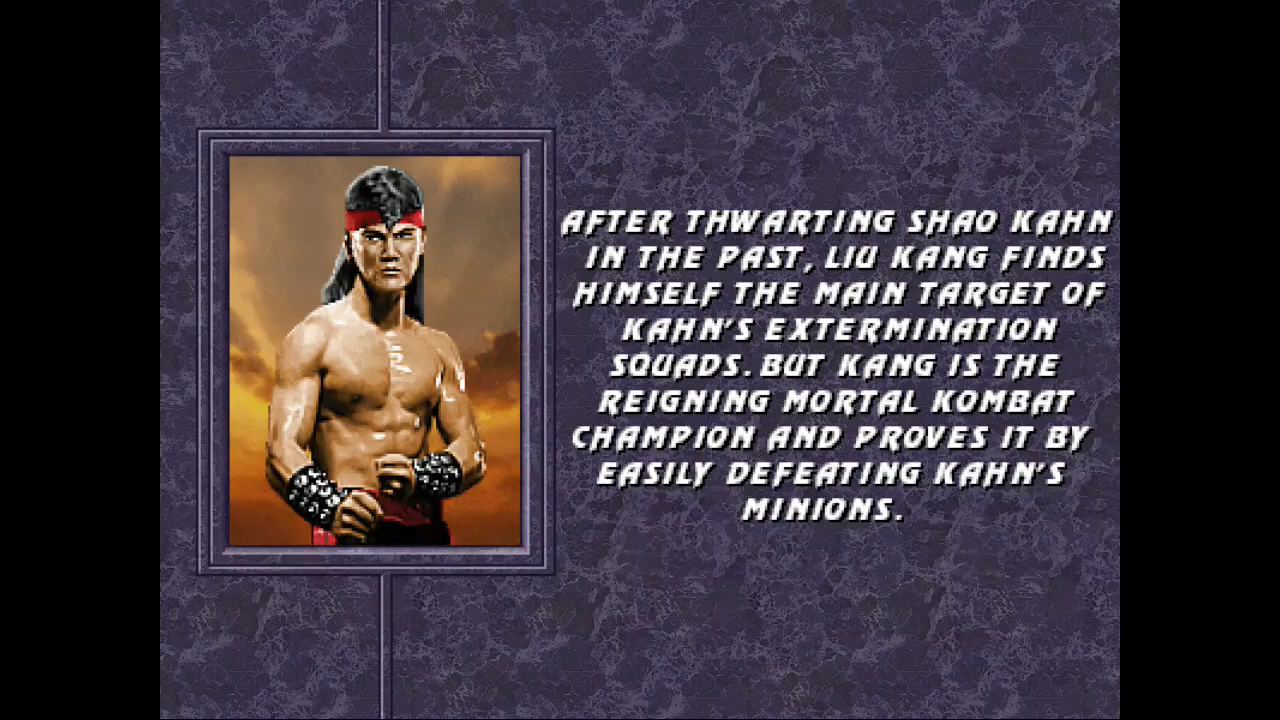 AFTER THWARTING SHAO KAHN
IN THE PAST, LIU KANG FINDS
HIMSELF THE MAIN TARGET OF
KAHN'S EXTERMINATION
SQUADS. BUT KANG IS THE
REIGNING MORTAL KOMBAT
CHAMPION AND PROVES IT BY
EASILY DEFEATING KAHN'S
MINIONS.